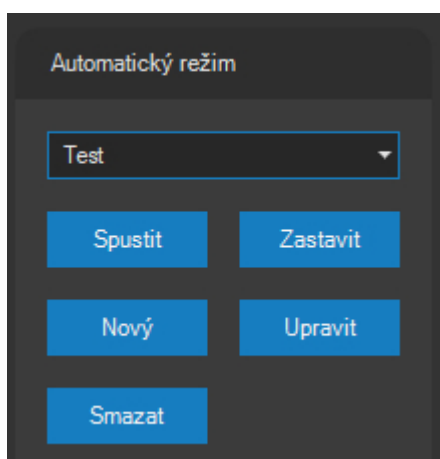 Automatický režim
Test
Spustit Zastavit
Nový Upravit
Smazat